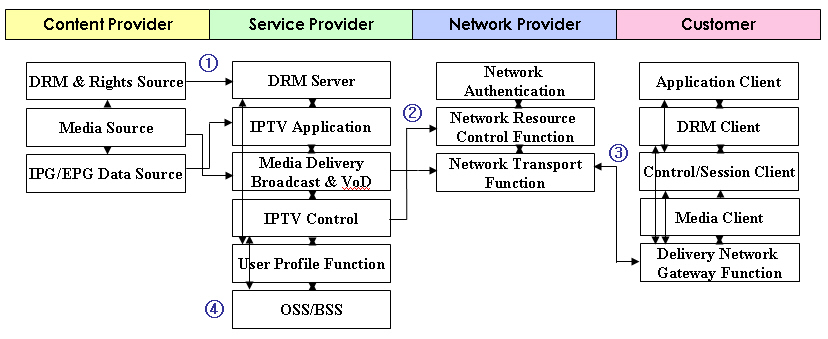 Content Provider
Service Provider
Network Provider
Customer
①
DRM & Rights Source
Media Source
IPG/EPG Data Source
DRM Server
IPTV Application
Media Delivery
Broadcast & VoD
IPTV Control
User Profile Function
④
OSS/BSS
②
Network
Authentication
Network Resource
Control Function
Network Transport
Function
③
Application Client
DRM Client
Control/Session Client
Media Client
Delivery Network
Gateway Function